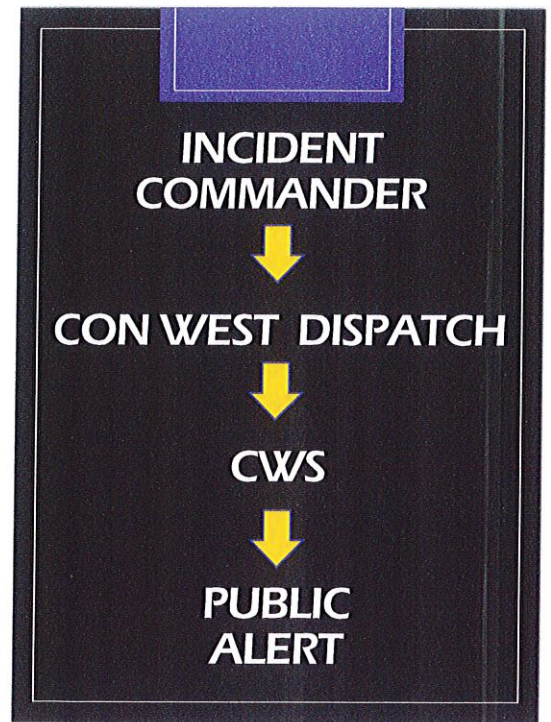 INCIDENT
COMMANDER
CON WEST DISPATCH
CWS
PUBLIC
ALERT